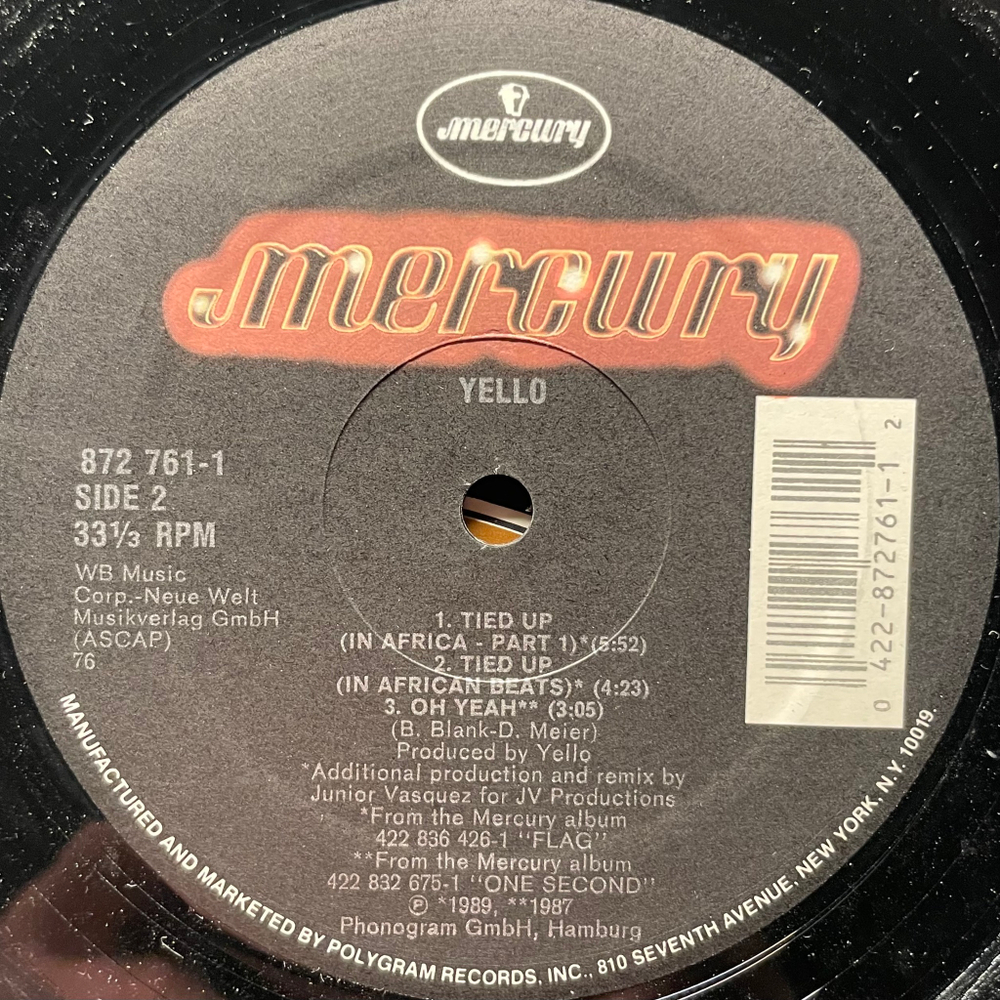 mercury
mercury
YELLO
872 761-1
SIDE 2
33⅓ RPM
WB Music
Corp.-Neue Welt
Musikverlag GmbH
(ASCAP)
76
0 422-872761-1 2
1. TIED UP
(IN AFRICA - PART 1)*(5:52)
2. TIED UP
(IN AFRICAN BEATS)* (4:23)
3. OH YEAH** (3:05)
(B. Blank-D. Meier)
Produced by Yello
*Additional production and remix by
Junior Vasquez for JV Productions
*From the Mercury album
422 836 426-1 "FLAG"
**From the Mercury album
422 832 675-1 "ONE SECOND"
℗ *1989, **1987
Phonogram GmbH, Hamburg
MANUFACTURED AND MARKETED BY POLYGRAM RECORDS, INC., 810 SEVENTH AVENUE, NEW YORK, N.Y. 10019.